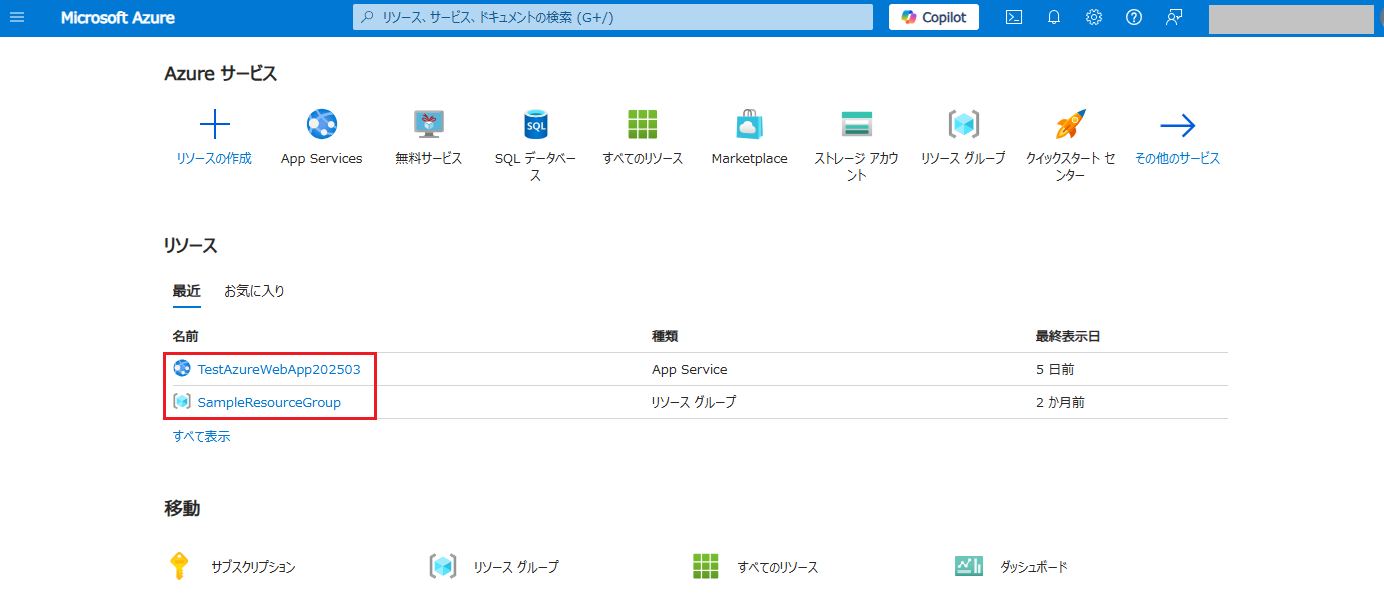 Microsoft Azure
リソース、サービス、ドキュメントの検索 (G+/)
Copilot
Azure サービス
リソースの作成
App Services
無料サービス
SQL
SQL データベー
ス
すべてのリソース
Marketplace
ストレージ アカウ
ント
リソース グループ
クイックスタート セ
ンター
その他のサービス
リソース
最近 お気に入り
名前 種類 最終表示日
TestAzureWebApp202503 App Service 5 日前
SampleResourceGroup リソース グループ 2 か月前
すべて表示
移動
サブスクリプション リソース グループ すべてのリソース ダッシュボード